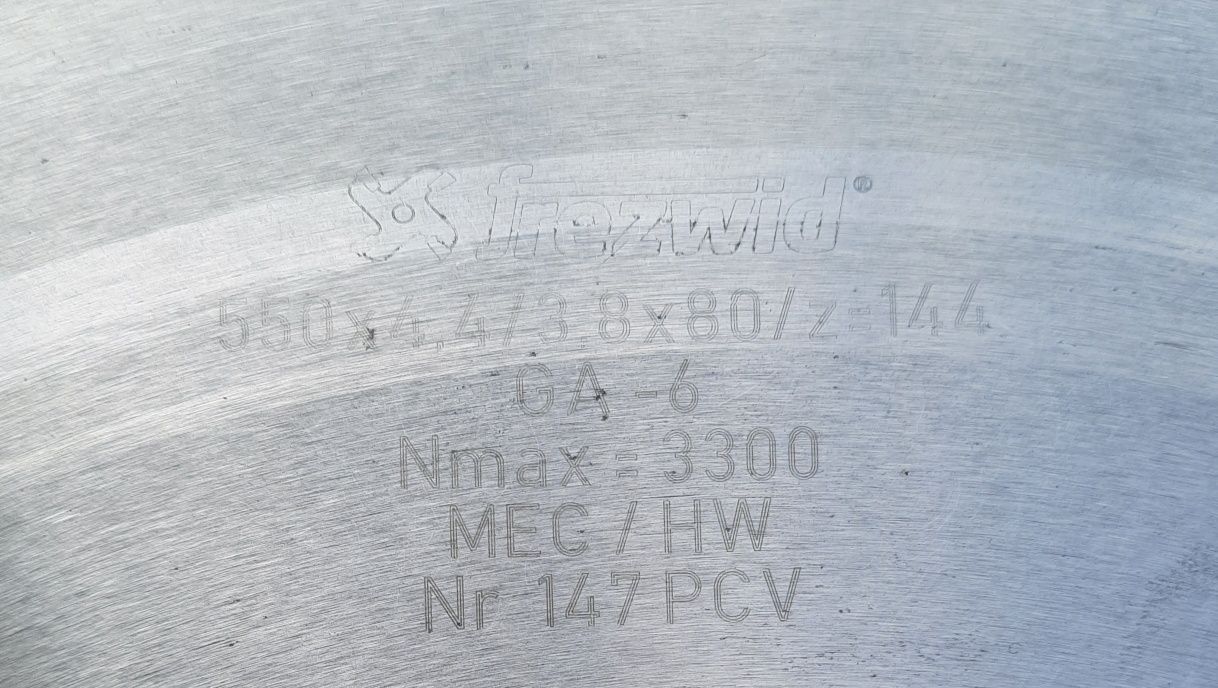 frezwid®
550x4,4/3,8x80/z=144
GA-6
Nmax = 3300
MEC / HW
Nr 147 PCV